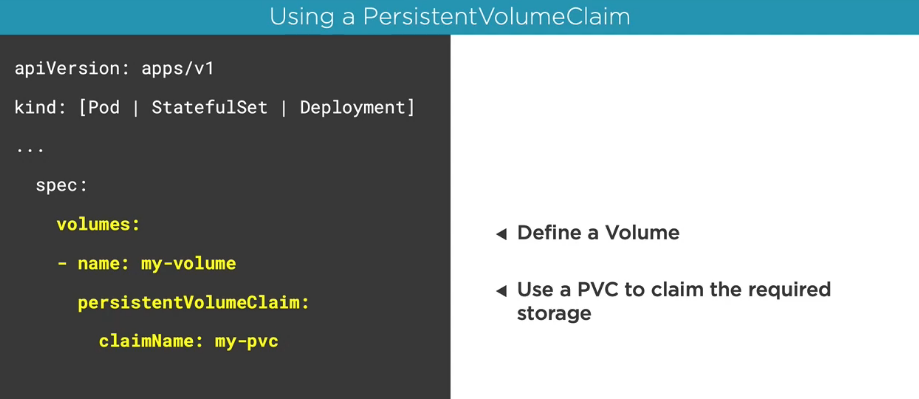 Using a PersistentVolumeClaim
apiVersion: apps/v1
kind: [Pod | StatefulSet | Deployment]
...
spec:
volumes:
- name: my-volume
persistentVolumeClaim:
claimName: my-pvc
◄ Define a Volume
◄ Use a PVC to claim the required
storage